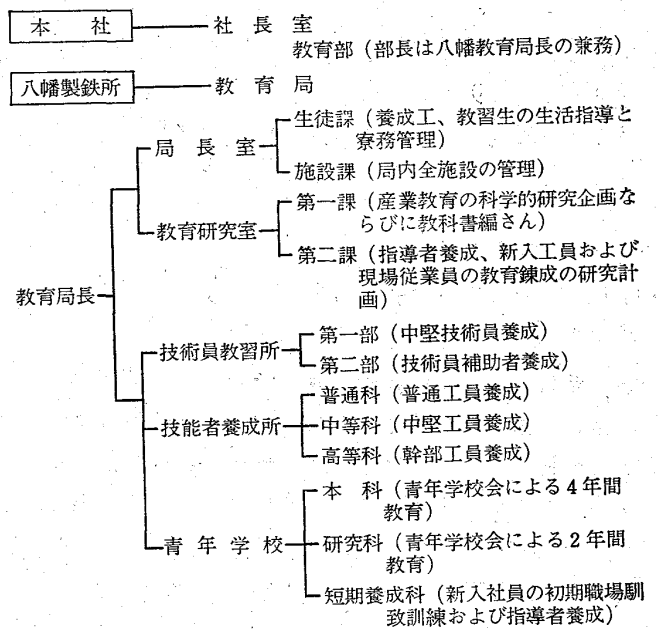 本社 社長室
教育部（部長は八幡教育局長の兼務）
八幡製鉄所 教育局
生徒課（養成工、教習生の生活指導と
寮務管理）
局長室
施設課（局内全施設の管理）
第一課（産業教育の科学的研究企画な
らびに教科書編さん）
教育研究室
第二課（指導者養成、新入工員および
現場従業員の教育錬成の研究計
画）
教育局長
第一部（中堅技術員養成）
技術員教習所
第二部（技術員補助者養成）
普通科（普通工員養成）
技能者養成所 中等科（中堅工員養成）
高等科（幹部工員養成）
本科（青年学校会による4年間
教育）
青年学校 研究科（青年学校会による2年間
教育）
短期養成科（新入社員の初期職場馴
致訓練および指導者養成）